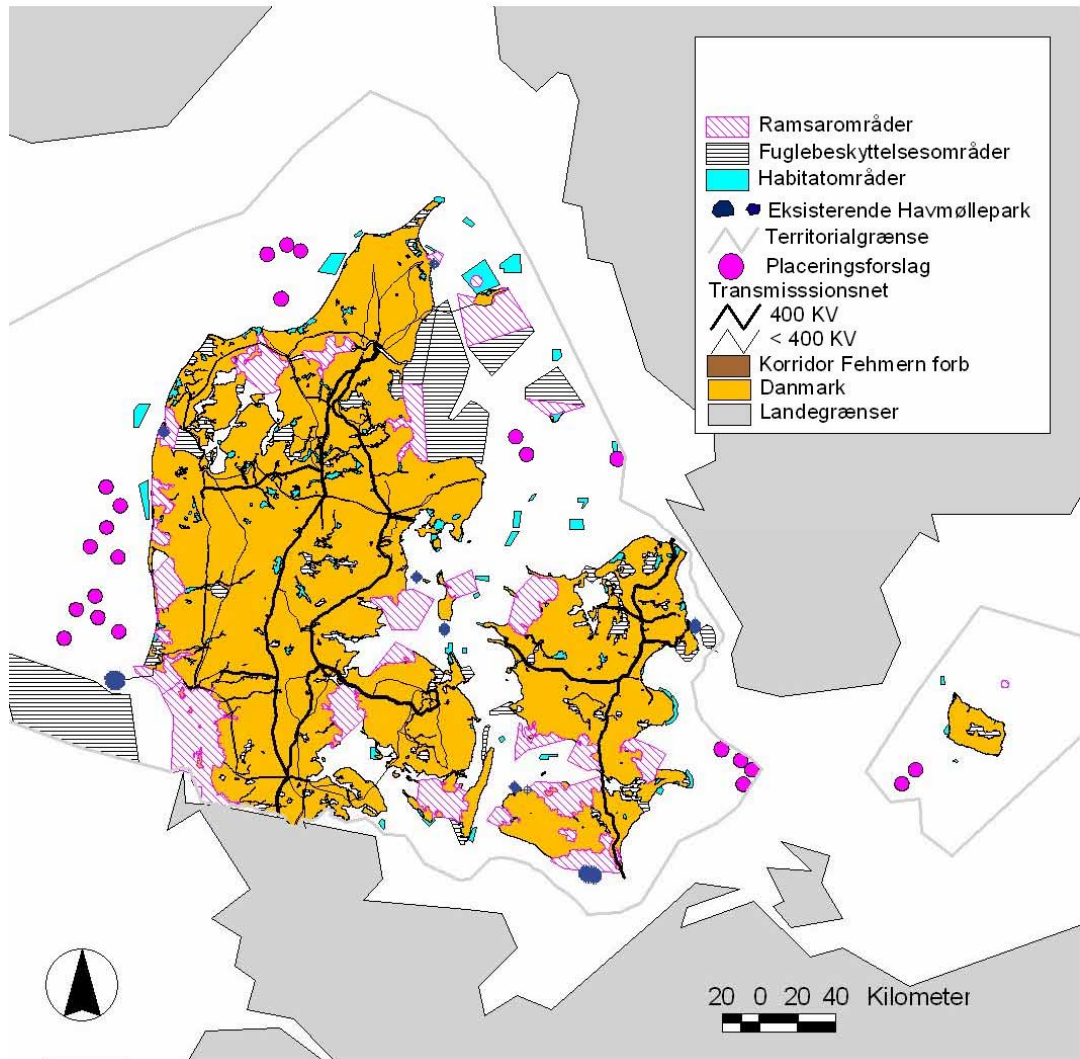 Ramsarområder
Fuglebeskyttelsesområder
Habitatområder
Eksisterende Havmøllepark
Territorialgrænse
Placeringsforslag
Transmisssionsnet
400 KV
< 400 KV
Korridor Fehmern forb
Danmark
Landegrænser
20 0 20 40 Kilometer